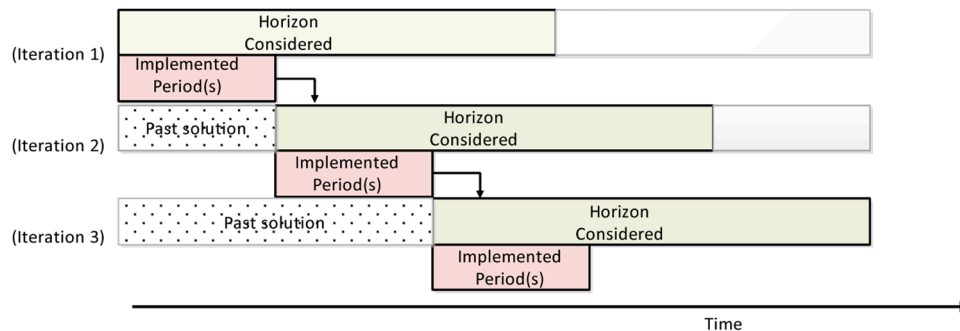 Horizon
Considered
(Iteration 1)
Implemented
Period(s)
Past solution
Horizon
Considered
(Iteration 2)
Implemented
Period(s)
Past solution
Horizon
Considered
(Iteration 3)
Implemented
Period(s)
Time